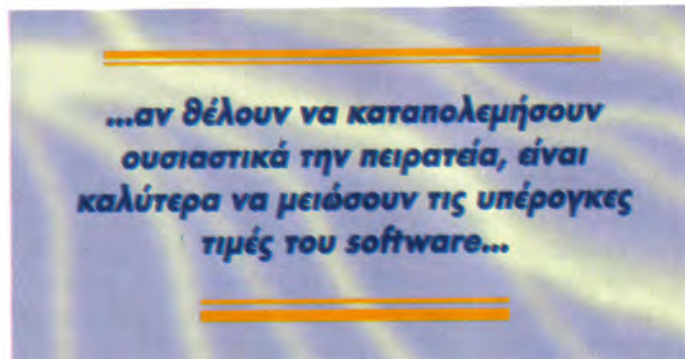 ...αν θέλουν να καταπολεμήσουν
ουσιαστικά την πειρατεία, είναι
καλύτερα να μειώσουν τις υπέρογκες
τιμές του software...